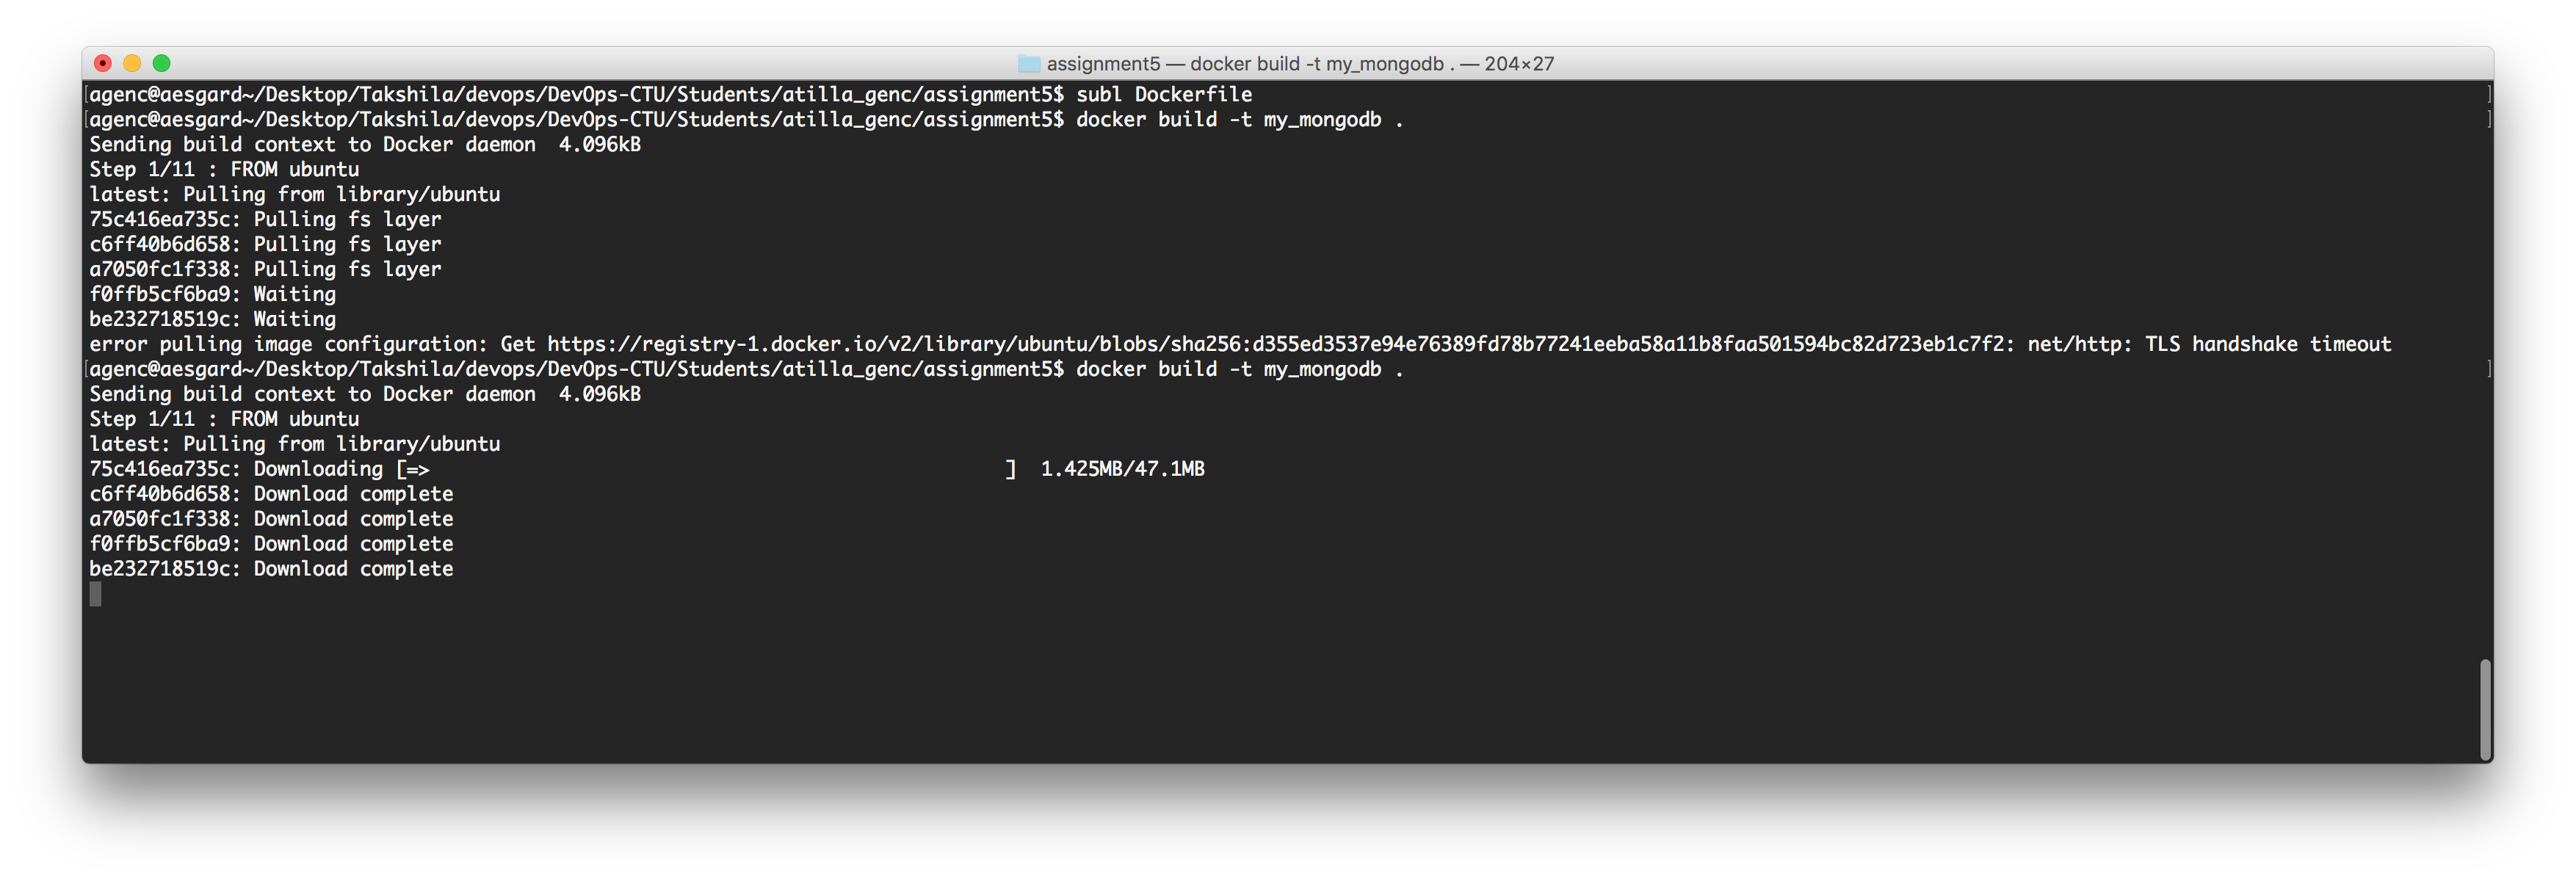 assignment5 — docker build -t my_mongodb . — 204×27
[agenc@aesgard~/Desktop/Takshila/devops/DevOps-CTU/Students/atilla_genc/assignment5$ subl Dockerfile ]
[agenc@aesgard~/Desktop/Takshila/devops/DevOps-CTU/Students/atilla_genc/assignment5$ docker build -t my_mongodb . ]
Sending build context to Docker daemon  4.096kB
Step 1/11 : FROM ubuntu
latest: Pulling from library/ubuntu
75c416ea735c: Pulling fs layer
c6ff40b6d658: Pulling fs layer
a7050fc1f338: Pulling fs layer
f0ffb5cf6ba9: Waiting
be232718519c: Waiting
error pulling image configuration: Get https://registry-1.docker.io/v2/library/ubuntu/blobs/sha256:d355ed3537e94e76389fd78b77241eeba58a11b8faa501594bc82d723eb1c7f2: net/http: TLS handshake timeout
[agenc@aesgard~/Desktop/Takshila/devops/DevOps-CTU/Students/atilla_genc/assignment5$ docker build -t my_mongodb . ]
Sending build context to Docker daemon  4.096kB
Step 1/11 : FROM ubuntu
latest: Pulling from library/ubuntu
75c416ea735c: Downloading [=>                                                 ]  1.425MB/47.1MB
c6ff40b6d658: Download complete
a7050fc1f338: Download complete
f0ffb5cf6ba9: Download complete
be232718519c: Download complete